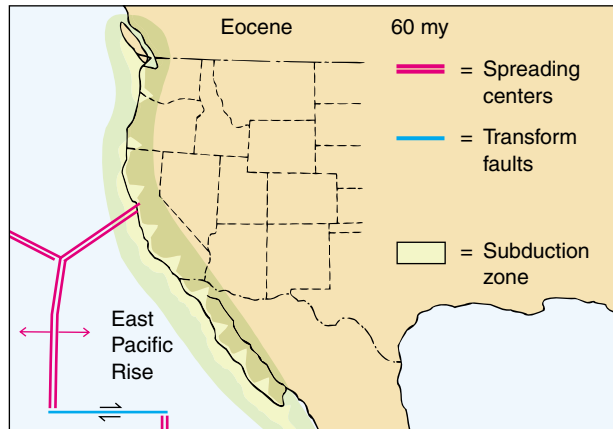 Eocene 60 my
= Spreading
centers
= Transform
faults
= Subduction
zone
East
Pacific
Rise